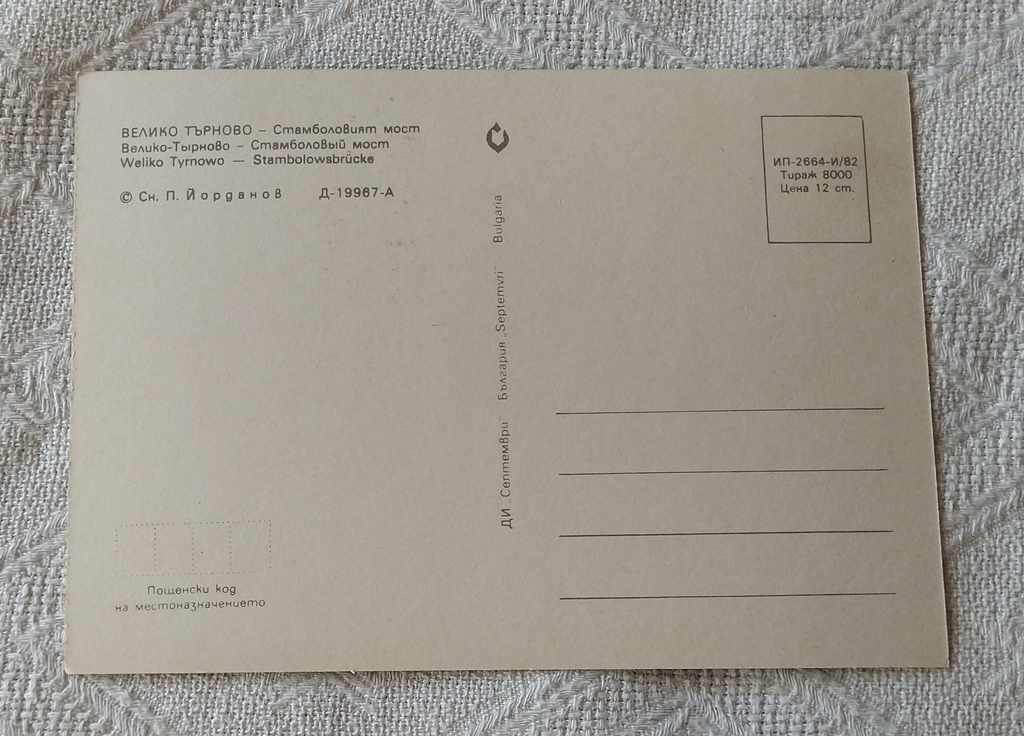 ВЕЛИКО ТЪРНОВО – Стамболовият мост
Велико-Тырново – Стамболовый мост
Weliko Tyrnowo — Stambolowsbrücke
© Сн. П. Йорданов Д-19967-А
ДИ „Септември" България „Septemvri" Bulgaria
ИП-2664-И/82
Тираж 8000
Цена 12 ст.
Пощенски код
на местоназначението